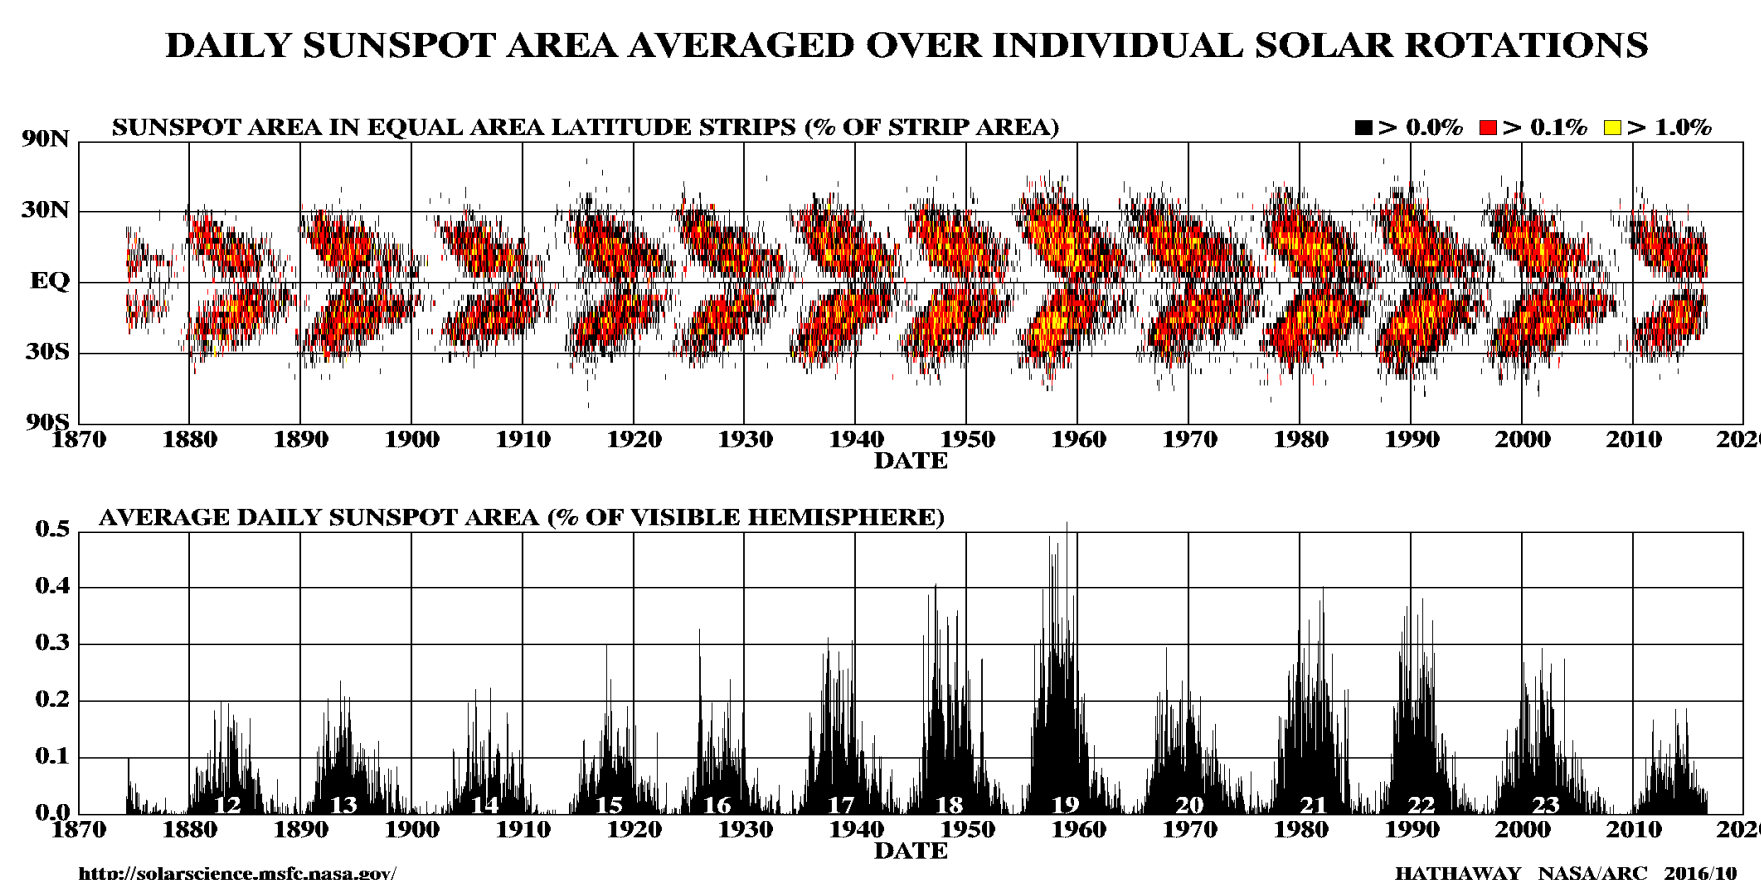 DAILY SUNSPOT AREA AVERAGED OVER INDIVIDUAL SOLAR ROTATIONS
SUNSPOT AREA IN EQUAL AREA LATITUDE STRIPS (% OF STRIP AREA) > 0.0% > 0.1% > 1.0%
90N
30N
EQ
30S
90S
1870 1880 1890 1900 1910 1920 1930 1940 1950 1960 1970 1980 1990 2000 2010 202
DATE
AVERAGE DAILY SUNSPOT AREA (% OF VISIBLE HEMISPHERE)
0.5
0.4
0.3
0.2
0.1
0.0
12 13 14 15 16 17 18 19 20 21 22 23
1870 1880 1890 1900 1910 1920 1930 1940 1950 1960 1970 1980 1990 2000 2010 202
DATE
http://solarscience.msfc.nasa.gov/ HATHAWAY NASA/ARC 2016/10